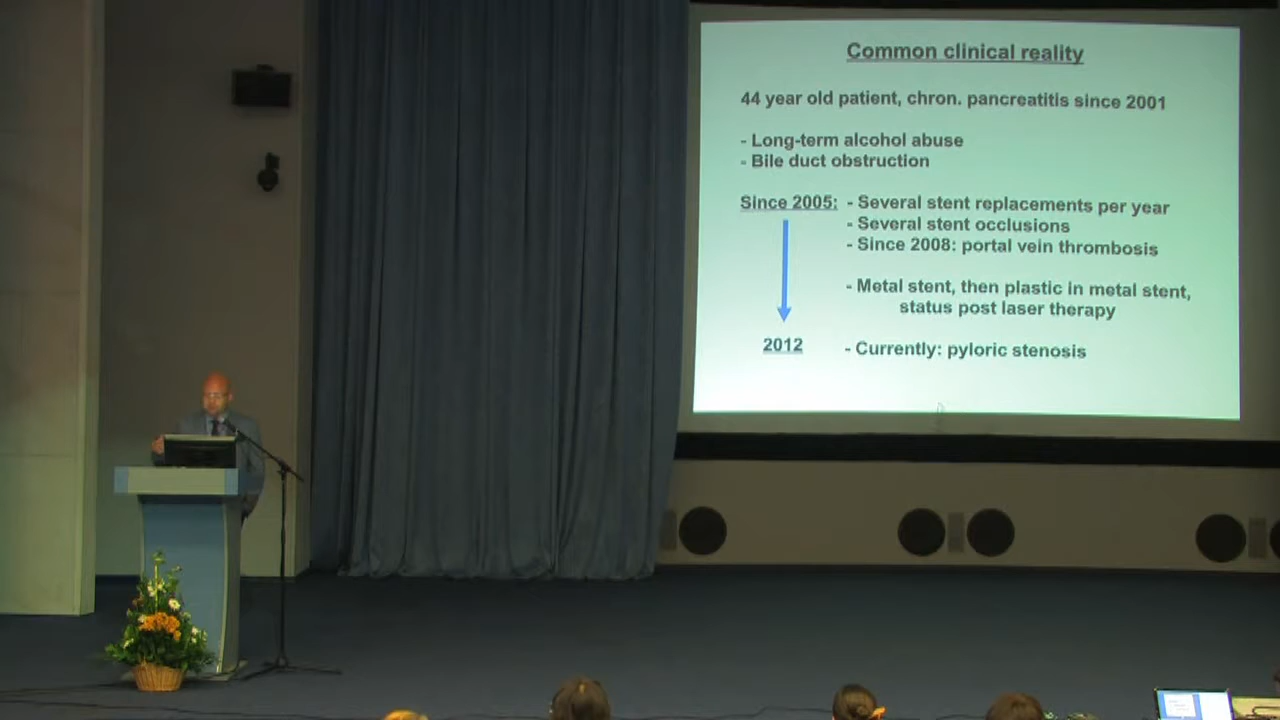 Common clinical reality
44 year old patient, chron. pancreatitis since 2001
- Long-term alcohol abuse
- Bile duct obstruction
Since 2005: - Several stent replacements per year
- Several stent occlusions
- Since 2008: portal vein thrombosis
- Metal stent, then plastic in metal stent,
status post laser therapy
2012 - Currently: pyloric stenosis